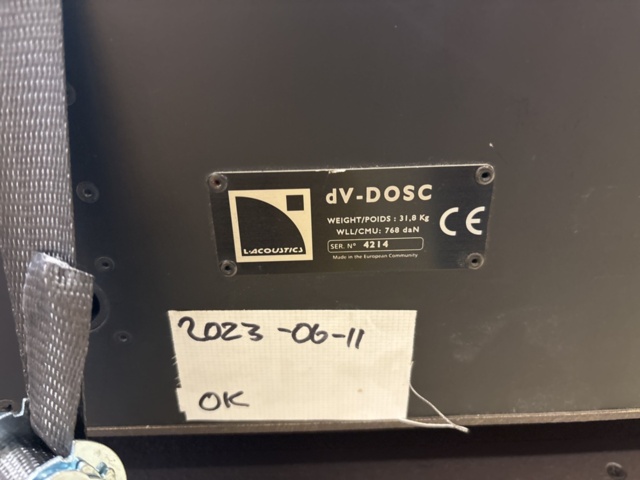 dV-DOSC
WEIGHT/POIDS : 31,8 Kg
WLL/CMU: 768 daN
SER. N° 4214
Made in the European Community
L-ACOUSTICS
CE
2023-06-11
OK